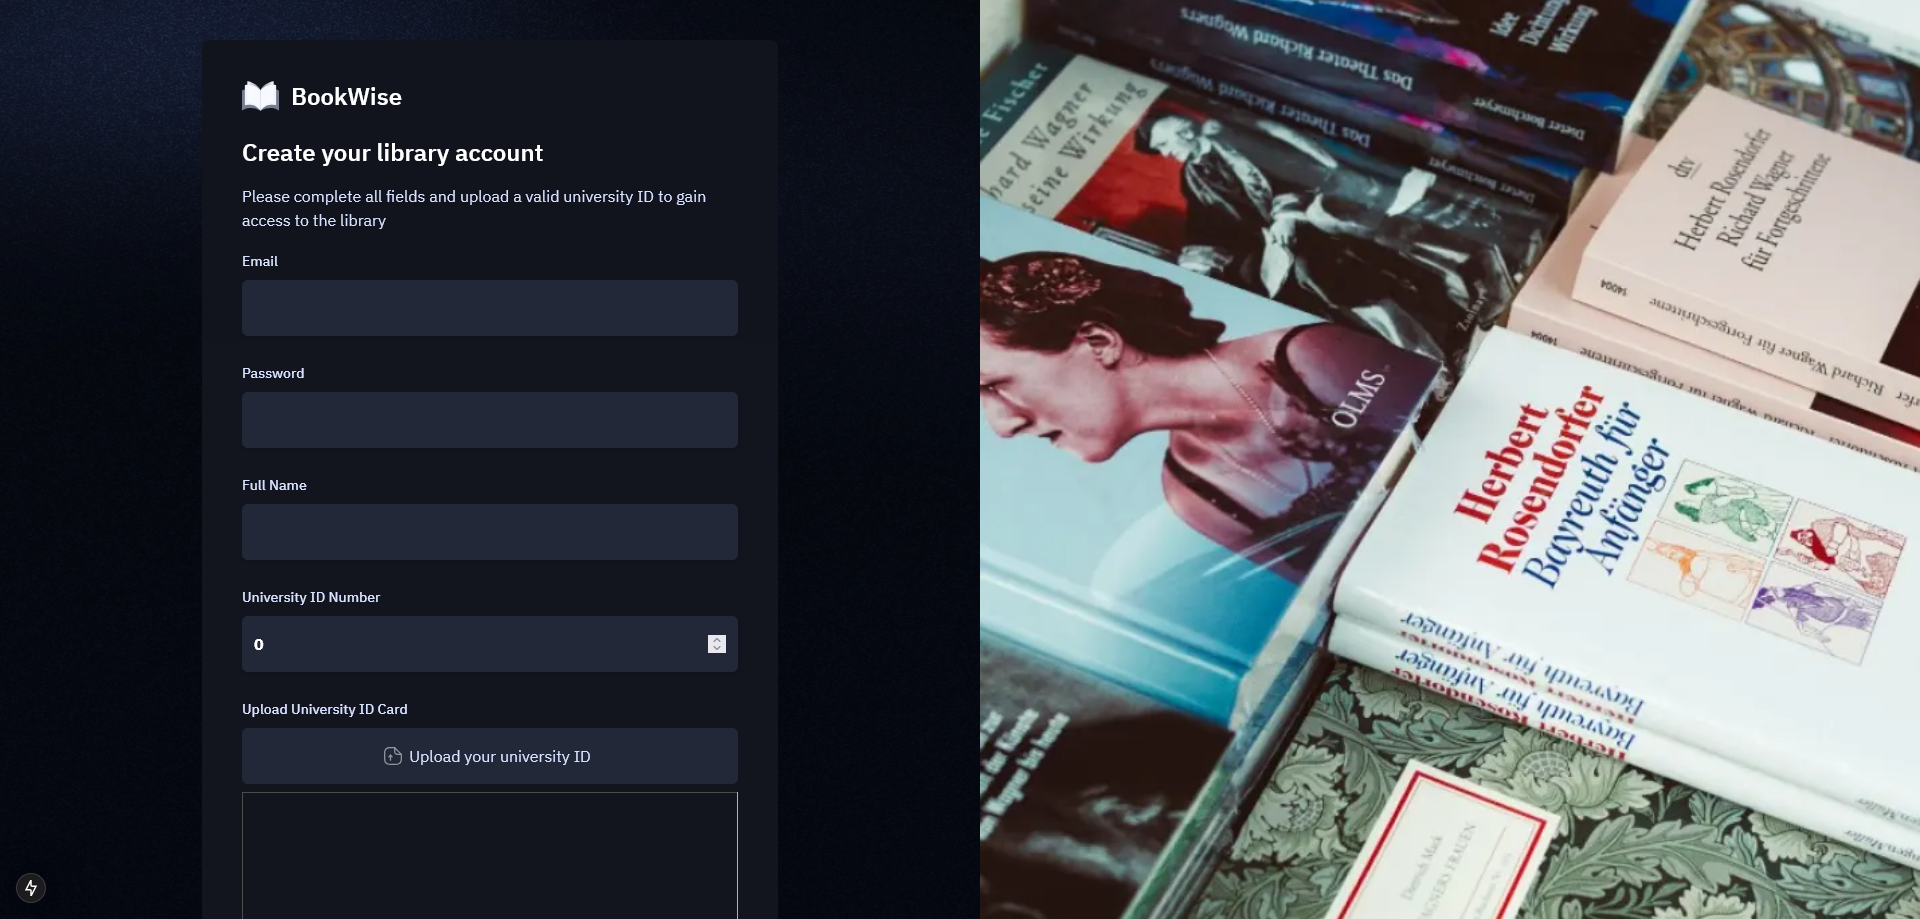 BookWise
Create your library account
Please complete all fields and upload a valid university ID to gain
access to the library
Email
Password
Full Name
University ID Number
0
Upload University ID Card
Upload your university ID
Idee
Dichtung
Wirkung
Das Theater Richard Wagners
Dieter Borchmeyer
Das Theater Richard Wagners
Dieter Borchmeyer
Fischer
Wagner
seine Wirkung
OLMS
dtv
Herbert Rosendorfer
Richard Wagner
für Fortgeschrittene
Richard Wagner für Fortgeschrittene
14004
14004
Herbert
Rosendorfer
Bayreuth für
Anfänger
Bayreuth für Anfänger
Bayreuth für Anfänger
Herbert Rosendorfer
FRAUEN